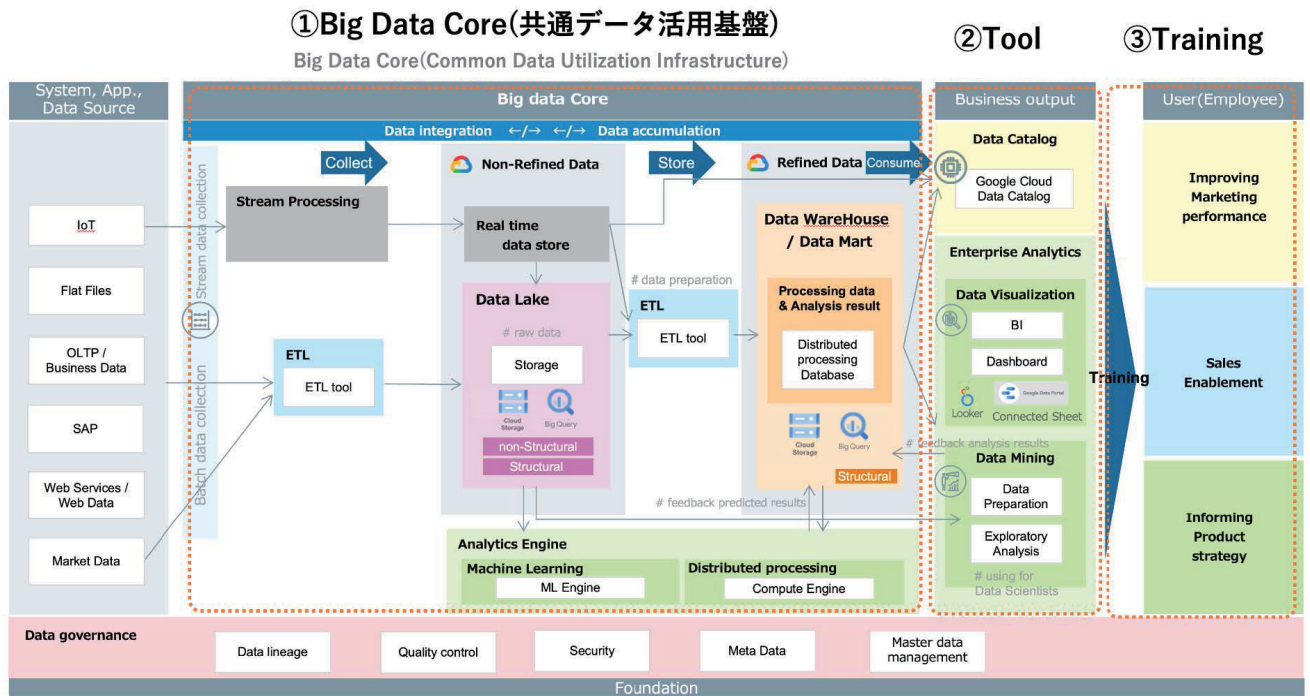 ①Big Data Core(共通データ活用基盤)
Big Data Core(Common Data Utilization Infrastructure)
②Tool
③Training
System, App.,
Data Source
Big data Core
Business output
User(Employee)
Data integration ←/→ ←/→ Data accumulation
IoT
Flat Files
OLTP /
Business Data
SAP
Web Services /
Web Data
Market Data
Stream data collection
Batch data collection
Collect
Stream Processing
ETL
ETL tool
Non-Refined Data
Real time
data store
Data Lake
# raw data
Storage
Cloud
Storage
Big Query
non-Structural
Structural
Store
# data preparation
ETL
ETL tool
Refined Data
Consume
Data WareHouse
/ Data Mart
Processing data
& Analysis result
Distributed
processing
Database
Cloud
Storage
Big Query
Structural
# feedback analysis results
# feedback predicted results
Analytics Engine
Machine Learning
ML Engine
Distributed processing
Compute Engine
Data Catalog
Google Cloud
Data Catalog
Enterprise Analytics
Data Visualization
BI
Dashboard
Looker
Google Data Portal
Connected Sheet
Data Mining
Data
Preparation
Exploratory
Analysis
# using for
Data Scientists
Training
Improving
Marketing
performance
Sales
Enablement
Informing
Product
strategy
Data governance
Data lineage
Quality control
Security
Meta Data
Master data
management
Foundation